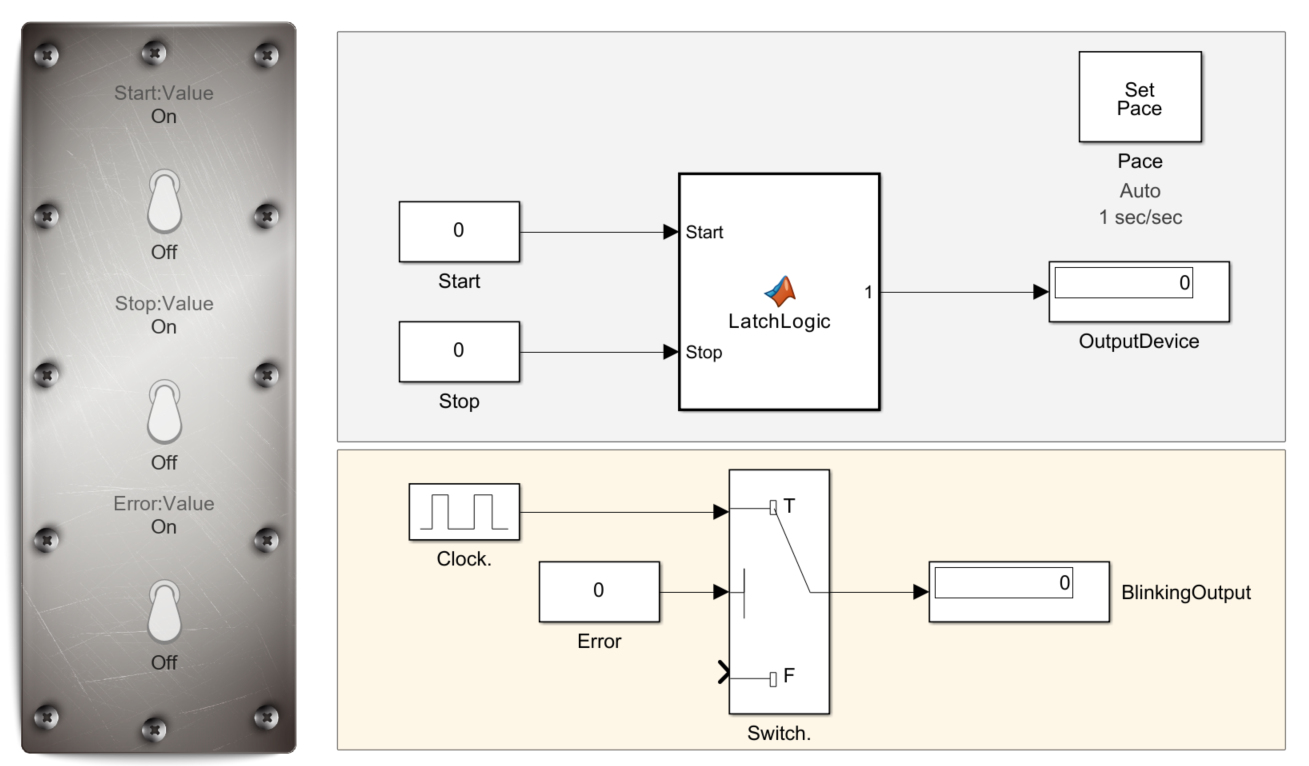 Start:Value
On
Off
Stop:Value
On
Off
Error:Value
On
Off
Set
Pace
Pace
Auto
1 sec/sec
0
Start
0
Stop
Start
Stop
LatchLogic
1
0
OutputDevice
Clock.
0
Error
T
F
Switch.
0
BlinkingOutput